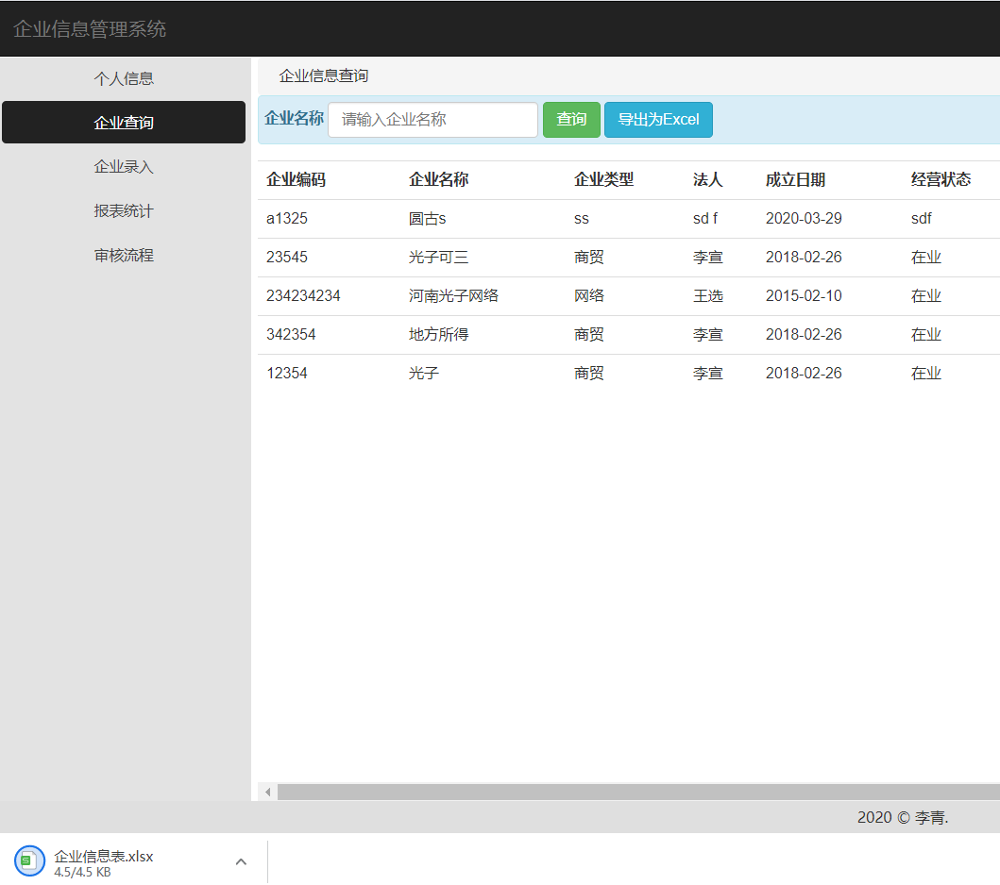 企业信息管理系统
个人信息
企业查询
企业录入
报表统计
审核流程
企业信息查询
企业名称 请输入企业名称 查询 导出为Excel
企业编码 企业名称 企业类型 法人 成立日期 经营状态
a1325 圆古s ss sd f 2020-03-29 sdf
23545 光子可三 商贸 李宣 2018-02-26 在业
234234234 河南光子网络 网络 王选 2015-02-10 在业
342354 地方所得 商贸 李宣 2018-02-26 在业
12354 光子 商贸 李宣 2018-02-26 在业
2020 © 李青.
企业信息表.xlsx
4.5/4.5 KB